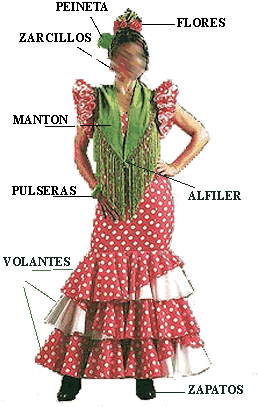 PEINETA
FLORES
ZARCILLOS
MANTON
PULSERAS
ALFILER
VOLANTES
ZAPATOS